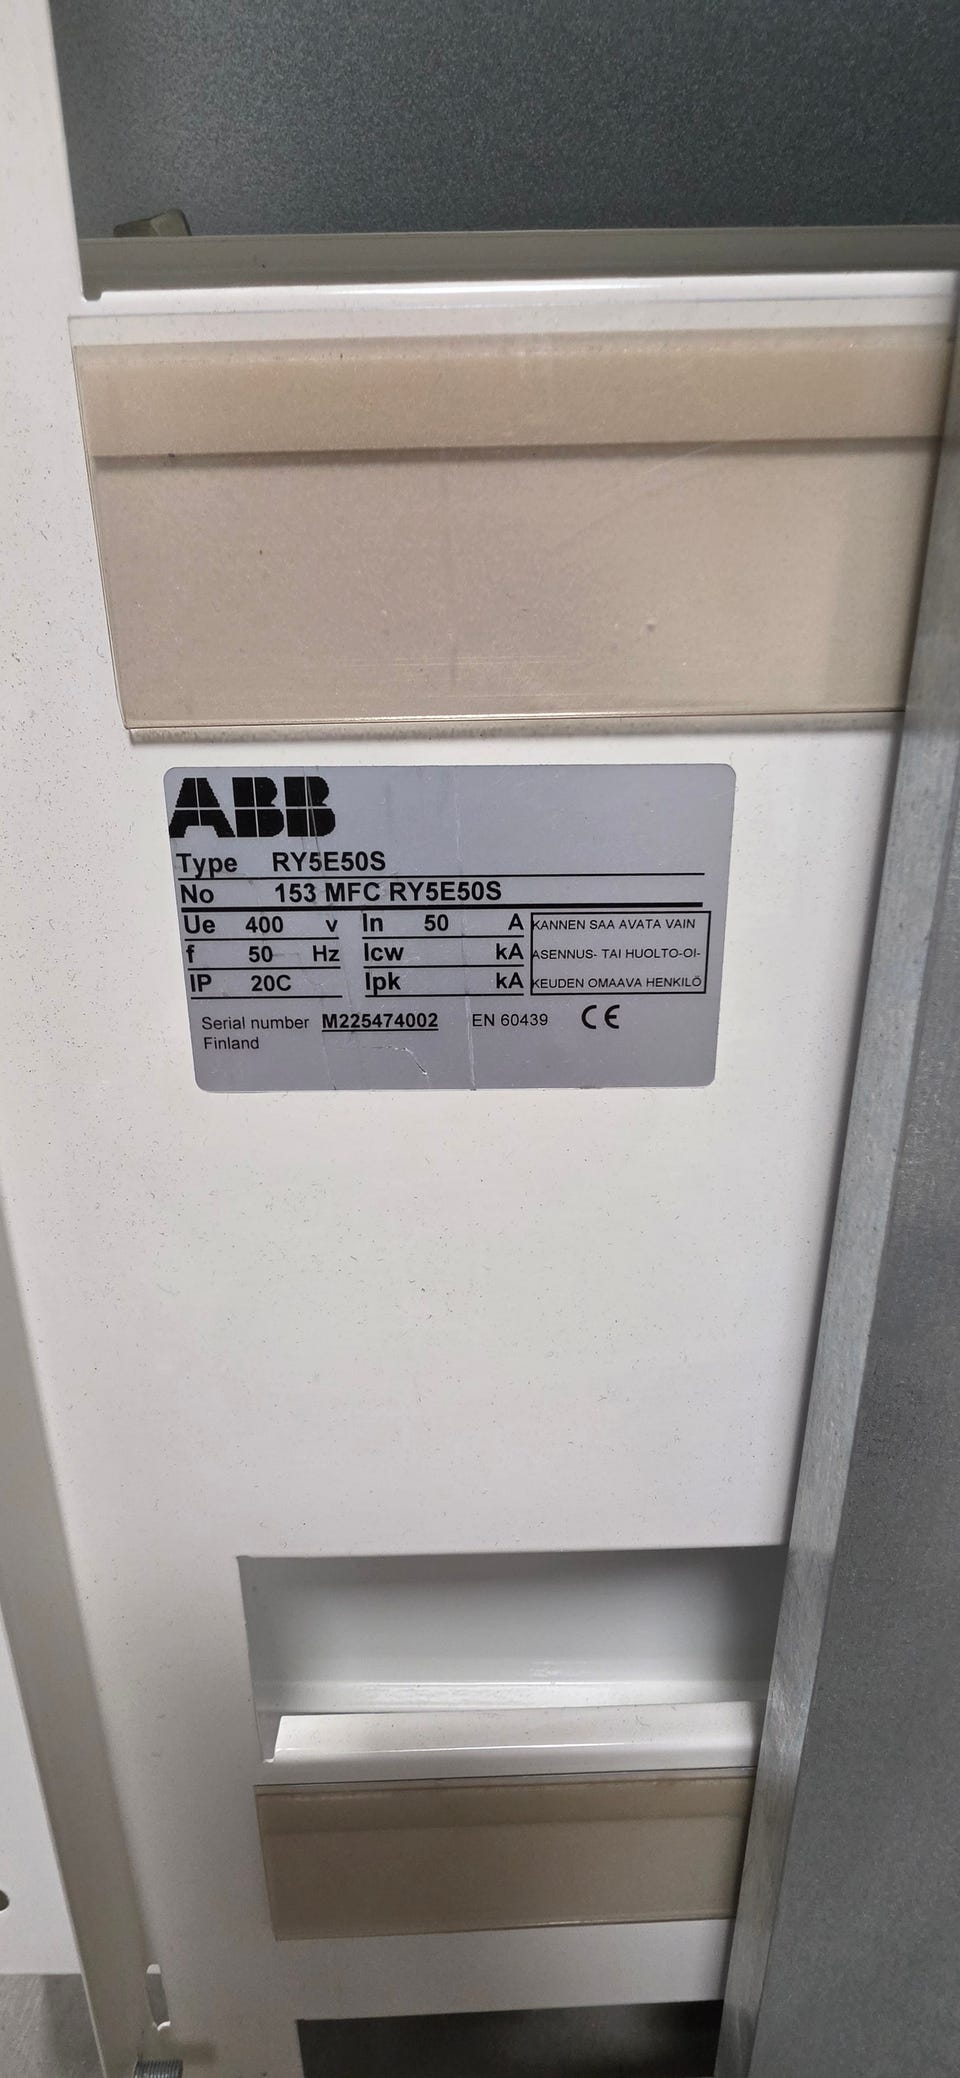 ABB
Type RY5E50S
No 153 MFC RY5E50S
Ue 400 v In 50 A KANNEN SAA AVATA VAIN
f 50 Hz Icw kA ASENNUS- TAI HUOLTO-OI-
IP 20C Ipk kA KEUDEN OMAAVA HENKILÖ
Serial number M225474002 EN 60439 CE
Finland